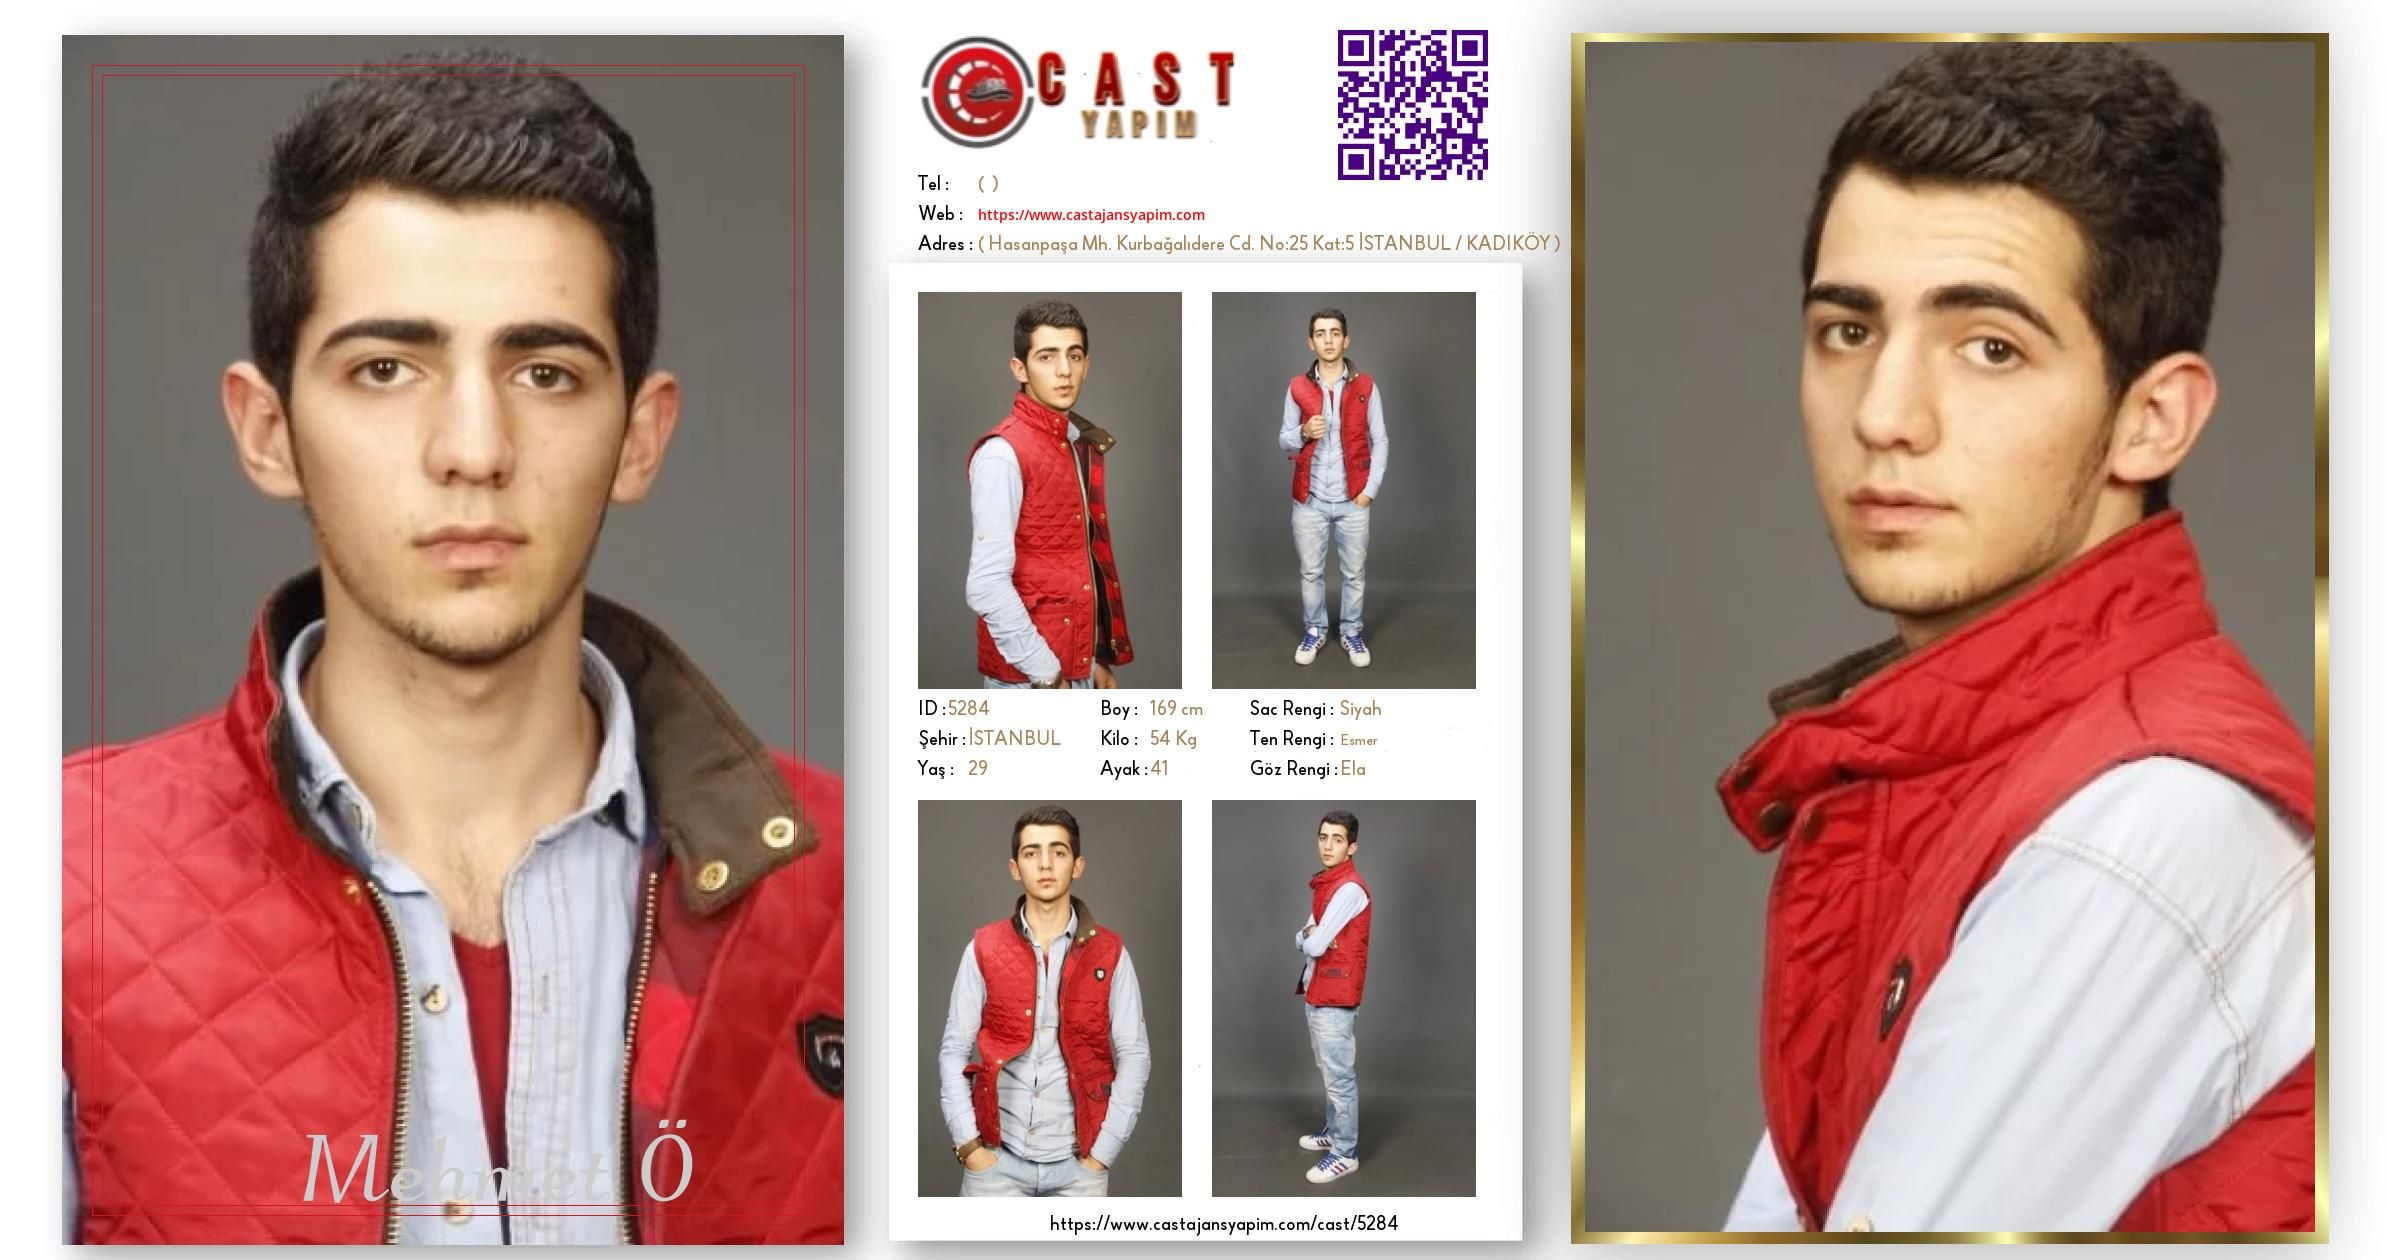 Mehmet Ö
CAST
YAPIM
Tel : ( )
Web : https://www.castajansyapim.com
Adres : ( Hasanpaşa Mh. Kurbağalıdere Cd. No:25 Kat:5 İSTANBUL / KADIKÖY )
ID : 5284 Boy : 169 cm Sac Rengi : Siyah
Şehir : İSTANBUL Kilo : 54 Kg Ten Rengi : Esmer
Yaş : 29 Ayak : 41 Göz Rengi : Ela
https://www.castajansyapim.com/cast/5284